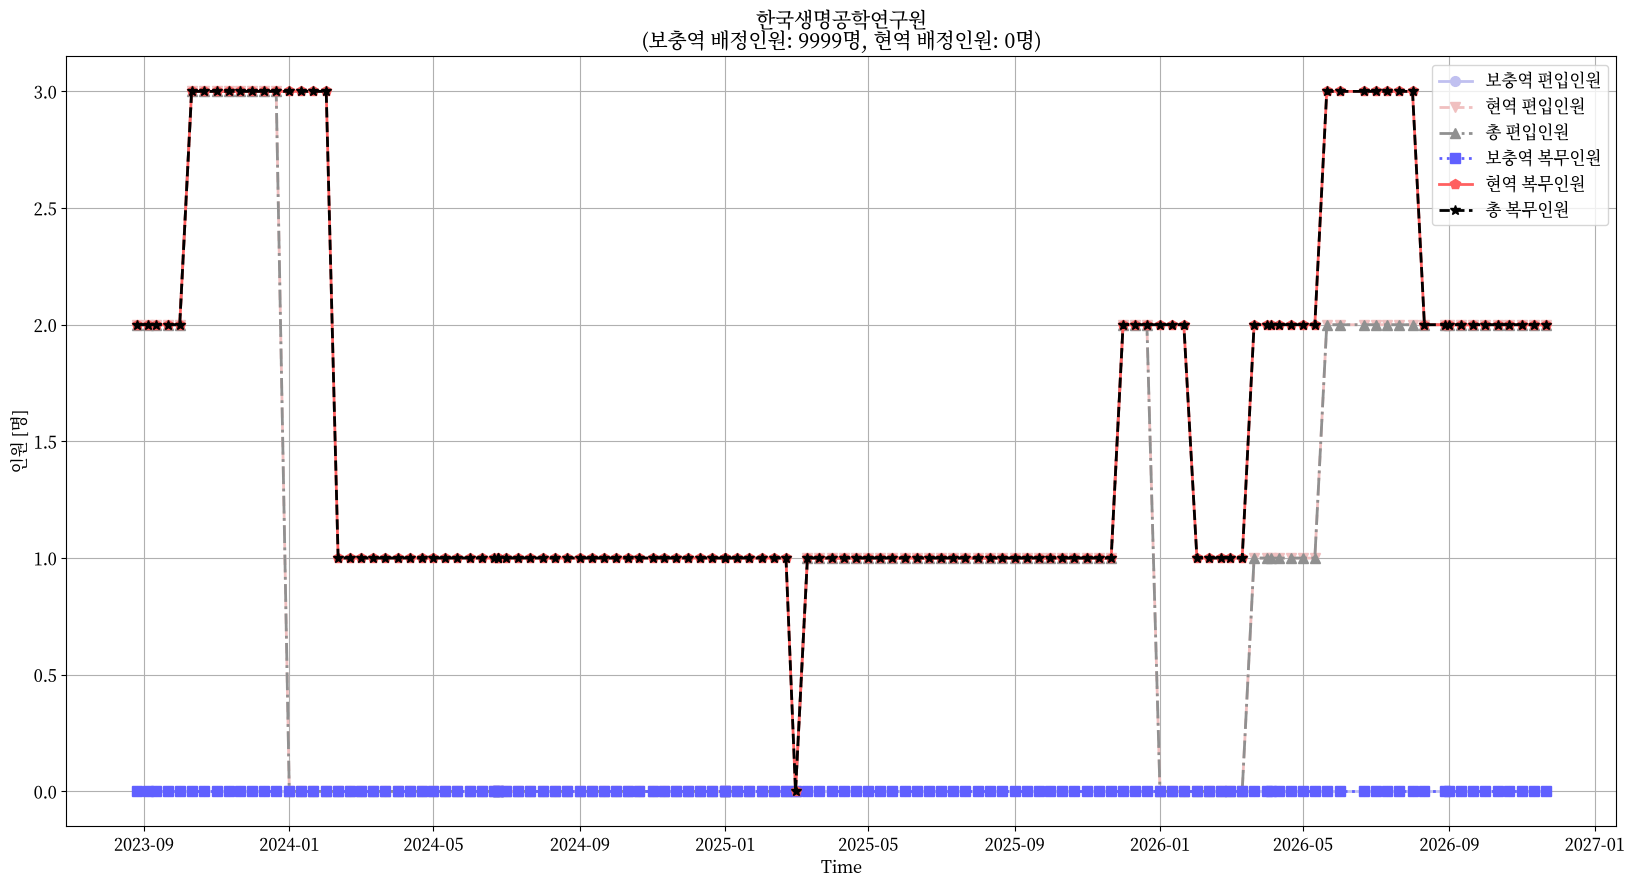 한국생명공학연구원
(보충역 배정인원: 9999명, 현역 배정인원: 0명)
보충역 편입인원
현역 편입인원
총 편입인원
보충역 복무인원
현역 복무인원
총 복무인원
인원 [명]
3.0
2.5
2.0
1.5
1.0
0.5
0.0
2023-09
2024-01
2024-05
2024-09
2025-01
2025-05
2025-09
2026-01
2026-05
2026-09
2027-01
Time